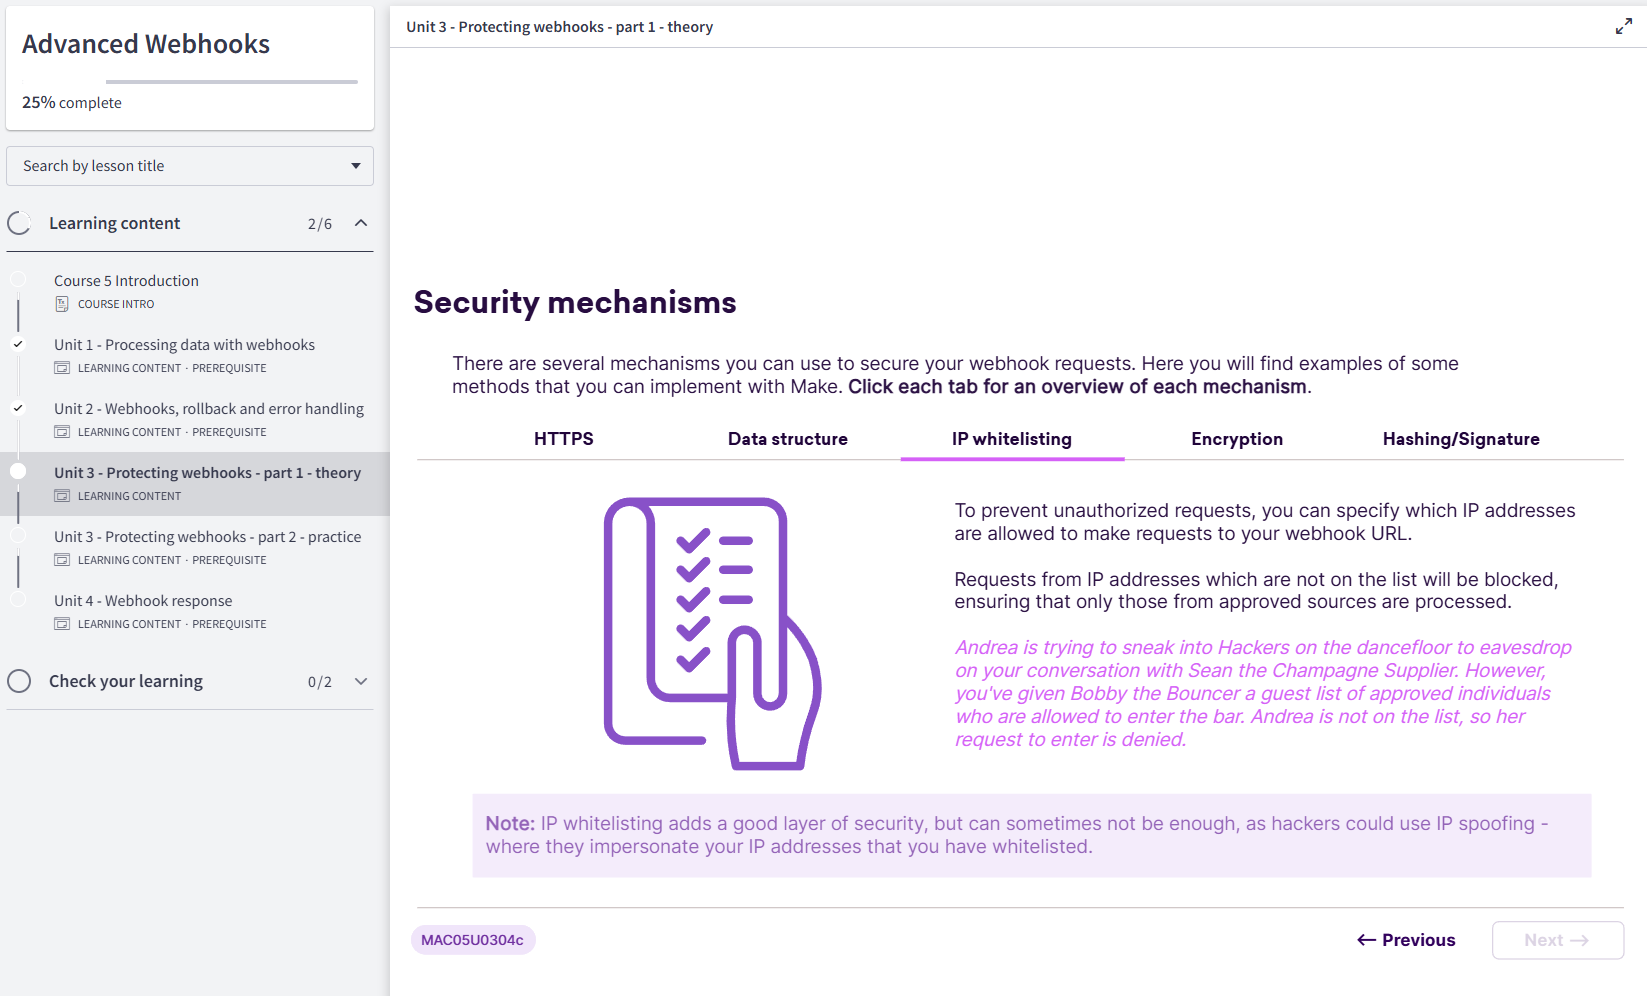 Advanced Webhooks
25% complete
Search by lesson title
Learning content 2/6
Course 5 Introduction
COURSE INTRO
Unit 1 - Processing data with webhooks
LEARNING CONTENT · PREREQUISITE
Unit 2 - Webhooks, rollback and error handling
LEARNING CONTENT · PREREQUISITE
Unit 3 - Protecting webhooks - part 1 - theory
LEARNING CONTENT
Unit 3 - Protecting webhooks - part 2 - practice
LEARNING CONTENT · PREREQUISITE
Unit 4 - Webhook response
LEARNING CONTENT · PREREQUISITE
Check your learning 0/2
Unit 3 - Protecting webhooks - part 1 - theory
Security mechanisms
There are several mechanisms you can use to secure your webhook requests. Here you will find examples of some
methods that you can implement with Make. Click each tab for an overview of each mechanism.
HTTPS Data structure IP whitelisting Encryption Hashing/Signature
To prevent unauthorized requests, you can specify which IP addresses
are allowed to make requests to your webhook URL.
Requests from IP addresses which are not on the list will be blocked,
ensuring that only those from approved sources are processed.
Andrea is trying to sneak into Hackers on the dancefloor to eavesdrop
on your conversation with Sean the Champagne Supplier. However,
you've given Bobby the Bouncer a guest list of approved individuals
who are allowed to enter the bar. Andrea is not on the list, so her
request to enter is denied.
Note: IP whitelisting adds a good layer of security, but can sometimes not be enough, as hackers could use IP spoofing -
where they impersonate your IP addresses that you have whitelisted.
MAC05U0304c
← Previous
Next →